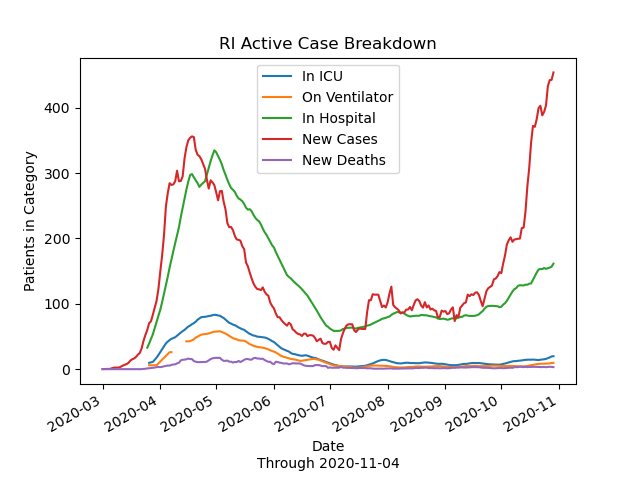 RI Active Case Breakdown
In ICU
On Ventilator
In Hospital
New Cases
New Deaths
Patients in Category
400
300
200
100
0
2020-03
2020-04
2020-05
2020-06
2020-07
2020-08
2020-09
2020-10
2020-11
Date
Through 2020-11-04